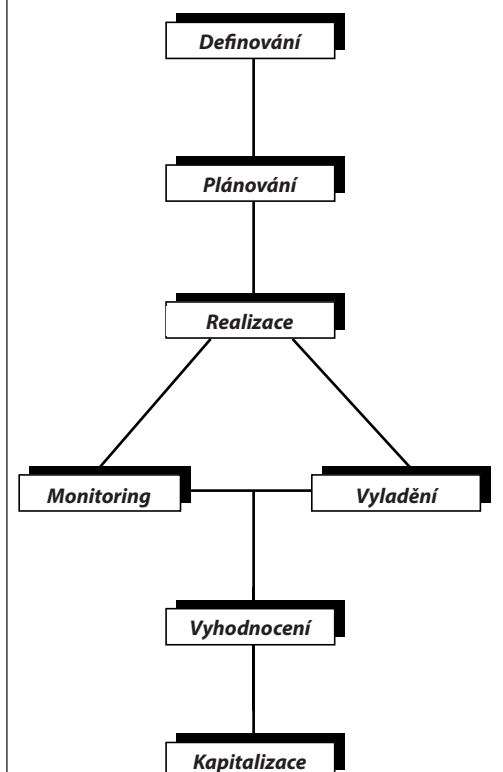 Definování
Plánování
Realizace
Monitoring
Vyladění
Vyhodnocení
Kapitalizace